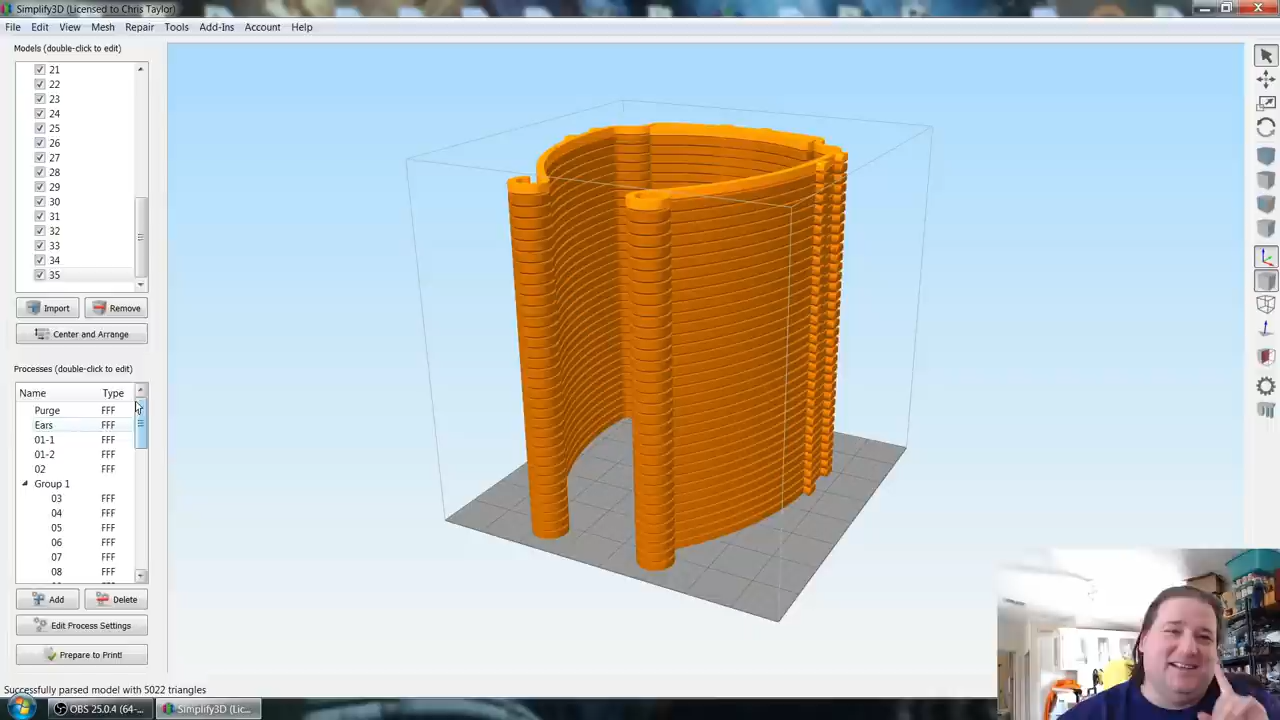 Simplify3D (Licensed to Chris Taylor)
File Edit View Mesh Repair Tools Add-Ins Account Help
Models (double-click to edit)
21
22
23
24
25
26
27
28
29
30
31
32
33
34
35
Import Remove
Center and Arrange
Processes (double-click to edit)
Name Type
Purge FFF
Ears FFF
01-1 FFF
01-2 FFF
02 FFF
Group 1
03 FFF
04 FFF
05 FFF
06 FFF
07 FFF
08 FFF
Add Delete
Edit Process Settings
Prepare to Print!
Successfully parsed model with 5022 triangles
OBS 25.0.4 (64-... Simplify3D (Lic...